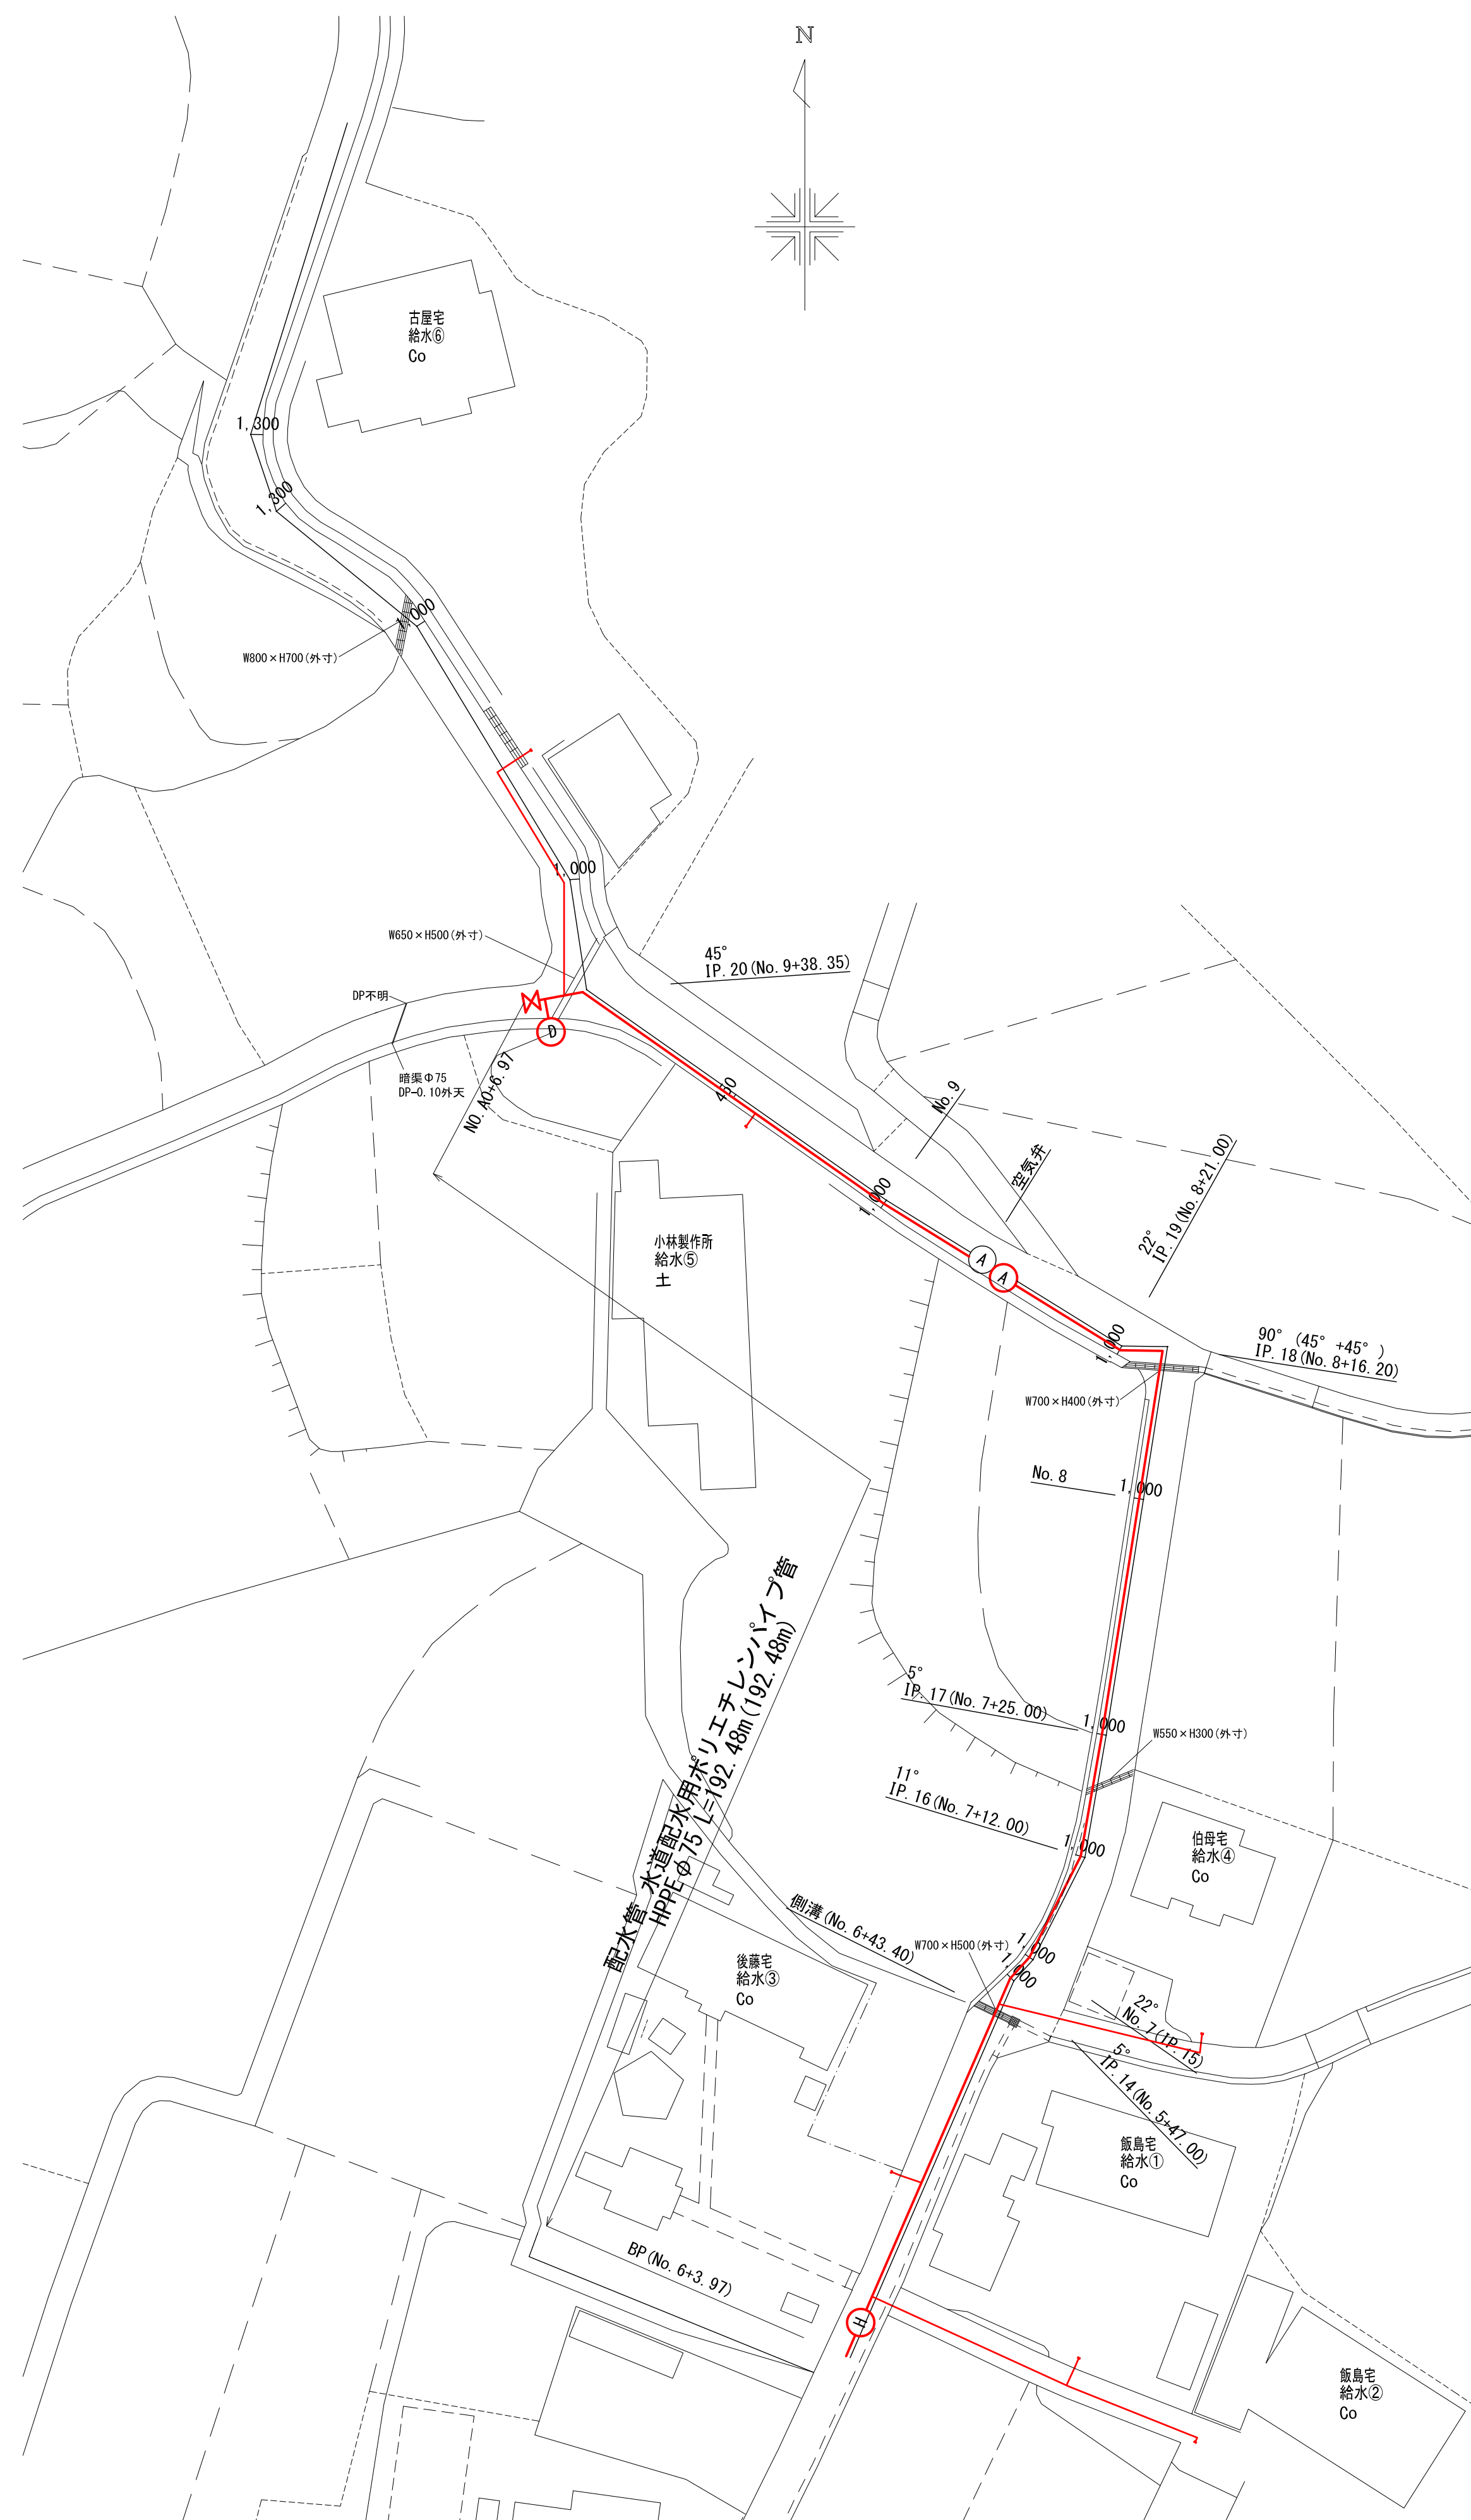 N
古屋宅
給水⑥
Co
1,300
1,300
1,000
W800×H700(外寸)
1,000
W650×H500(外寸)
45°
IP.20(No.9+38.35)
DP不明
D
暗渠Φ75
DP-0.10外天
NO.A0+6.97
450
No.9
空気弁
22°
IP.19(No.8+21.00)
1,000
小林製作所
給水⑤
土
A
A
1,000
90° (45° +45° )
IP.18(No.8+16.20)
W700×H400(外寸)
No.8
1,000
配水管 水道配水用ポリエチレンパイプ管
HPPEφ75 L=192.48m(192.48m)
5°
IP.17(No.7+25.00)
1,000
W550×H300(外寸)
11°
IP.16(No.7+12.00)
1,000
伯母宅
給水④
Co
側溝(No.6+43.40)
W700×H500(外寸)
1,000
1,000
後藤宅
給水③
Co
22°
No.7(IP.15)
5°
IP.14(No.5+47.00)
飯島宅
給水①
Co
BP(No.6+3.97)
H
飯島宅
給水②
Co